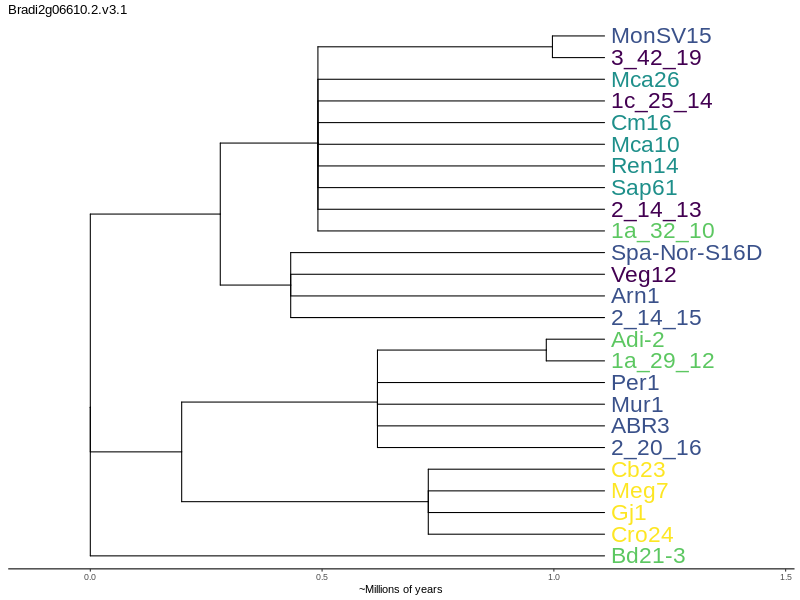 Bradi2g06610.2.v3.1
MonSV15
3_42_19
Mca26
1c_25_14
Cm16
Mca10
Ren14
Sap61
2_14_13
1a_32_10
Spa-Nor-S16D
Veg12
Arn1
2_14_15
Adi-2
1a_29_12
Per1
Mur1
ABR3
2_20_16
Cb23
Meg7
Gj1
Cro24
Bd21-3
0.0 0.5 1.0 1.5
~Millions of years